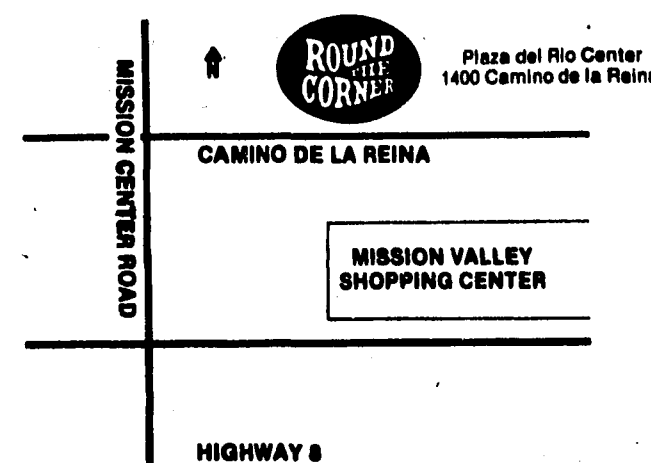 N
ROUND
THE
CORNER
Plaza del Rio Center
1400 Camino de la Reina
MISSION CENTER ROAD
CAMINO DE LA REINA
MISSION VALLEY
SHOPPING CENTER
HIGHWAY 8